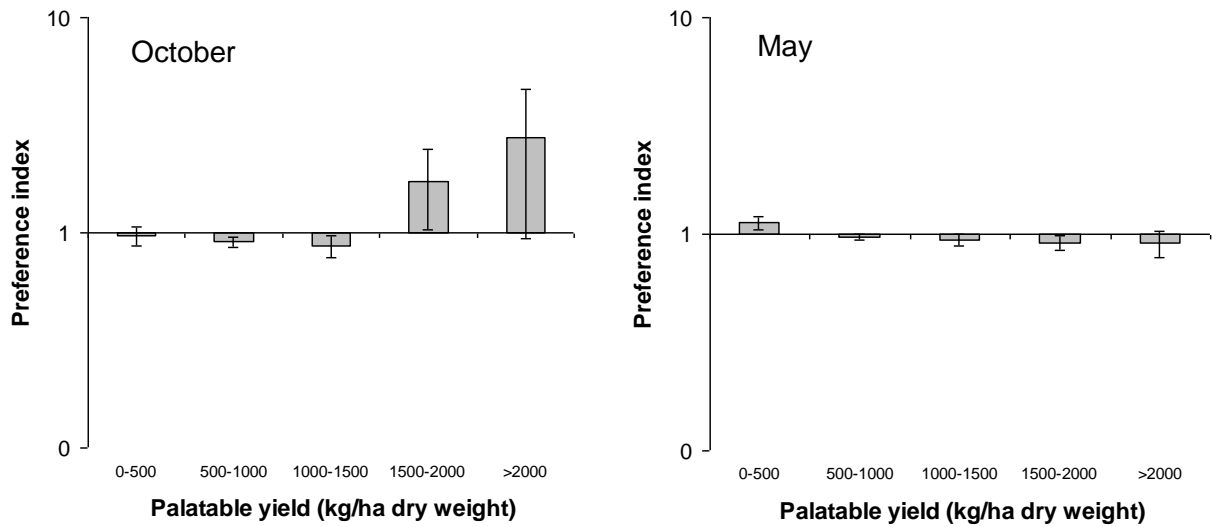 10
October
Preference index
1
0
0-500 500-1000 1000-1500 1500-2000 >2000
Palatable yield (kg/ha dry weight)
10
May
Preference index
1
0
0-500 500-1000 1000-1500 1500-2000 >2000
Palatable yield (kg/ha dry weight)